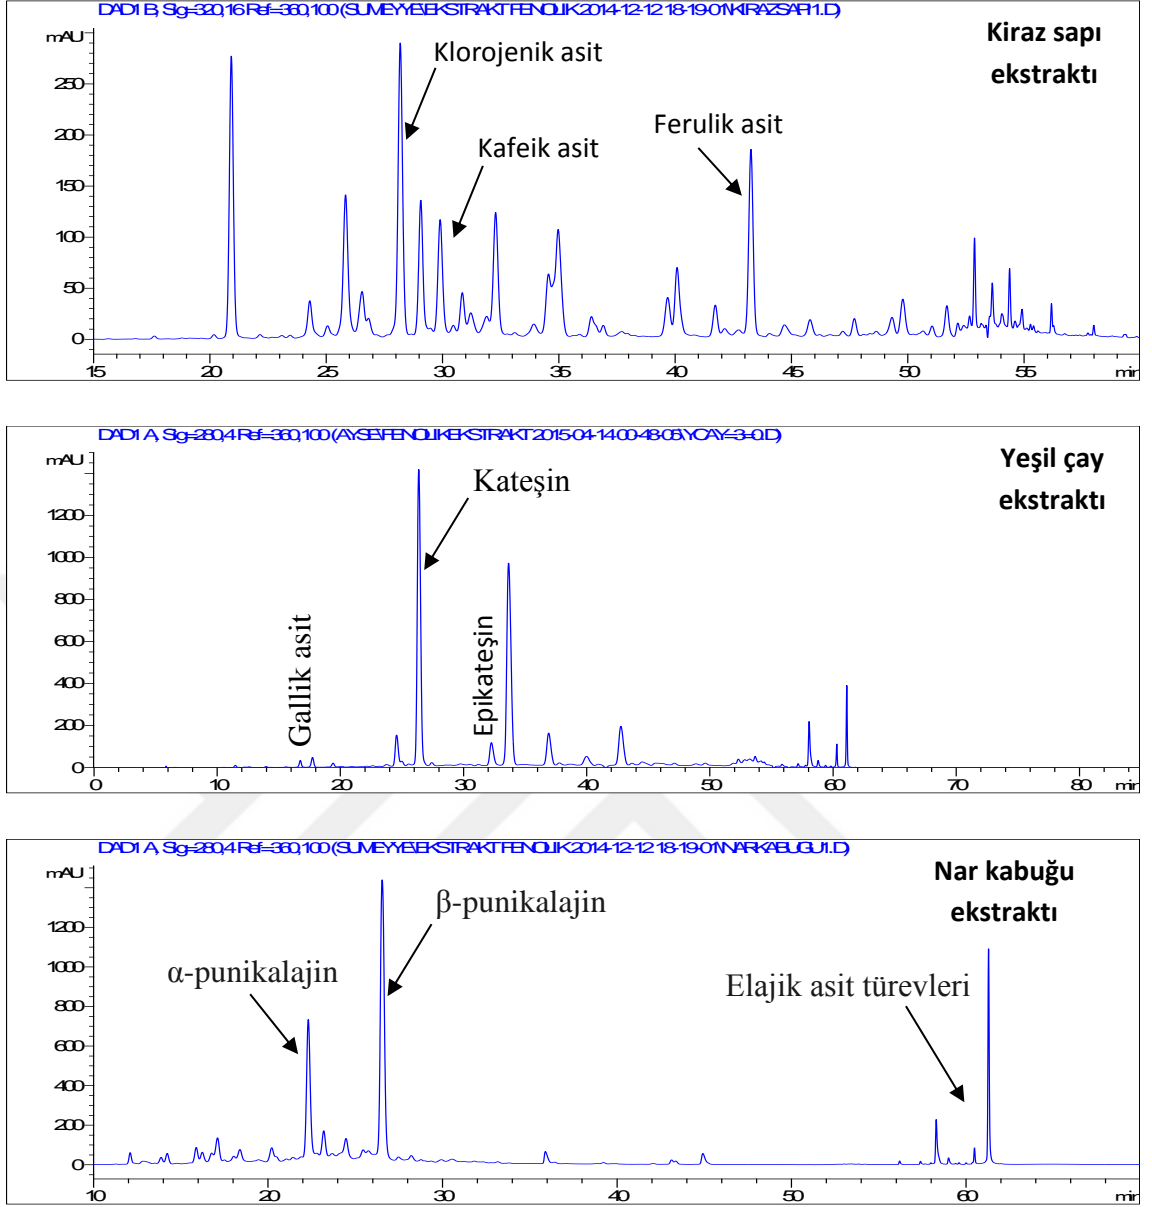 DAD1 B, Sig=320,16 Ref=360,100 (SUMEYYE\EKSTRAKT FENOLIK 2014-12-12 18-19-01\KIRAZSAPI1.D)
mAU
Kiraz sapı
ekstraktı
Klorojenik asit
Kafeik asit
Ferulik asit
250
200
150
100
50
0
15 20 25 30 35 40 45 50 55 min
DAD1 A, Sig=280,4 Ref=360,100 (AYSE\FENOLIKEKSTRAKT 2015-04-14 00-48-05\YCAY-3=0.D)
mAU
Yeşil çay
ekstraktı
Kateşin
Gallik asit
Epikateşin
1200
1000
800
600
400
200
0
0 10 20 30 40 50 60 70 80 min
DAD1 A, Sig=280,4 Ref=360,100 (SUMEYYE\EKSTRAKT FENOLIK 2014-12-12 18-19-01\NARKABUGU1.D)
mAU
Nar kabuğu
ekstraktı
β-punikalajin
α-punikalajin
Elajik asit türevleri
1200
1000
800
600
400
200
0
10 20 30 40 50 60 min